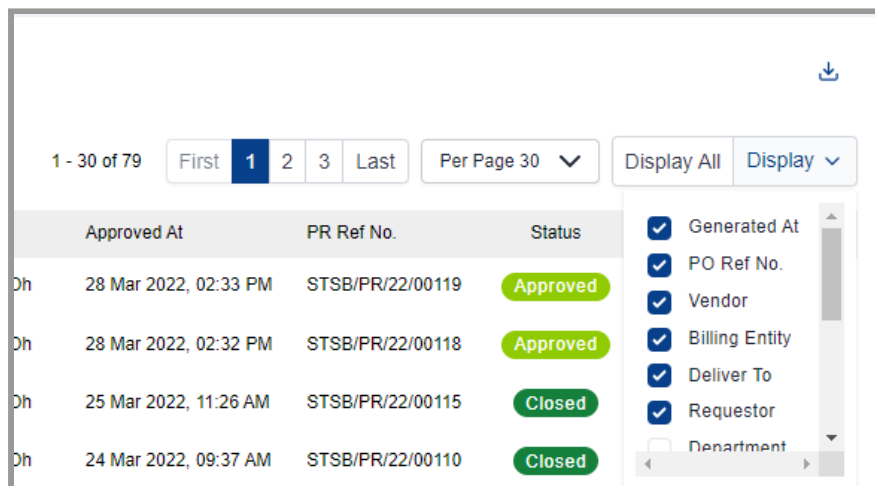 1 - 30 of 79 First 1 2 3 Last Per Page 30 Display All Display
Approved At PR Ref No. Status
Oh 28 Mar 2022, 02:33 PM STSB/PR/22/00119 Approved
Oh 28 Mar 2022, 02:32 PM STSB/PR/22/00118 Approved
Oh 25 Mar 2022, 11:26 AM STSB/PR/22/00115 Closed
Oh 24 Mar 2022, 09:37 AM STSB/PR/22/00110 Closed
Generated At
PO Ref No.
Vendor
Billing Entity
Deliver To
Requestor
Department